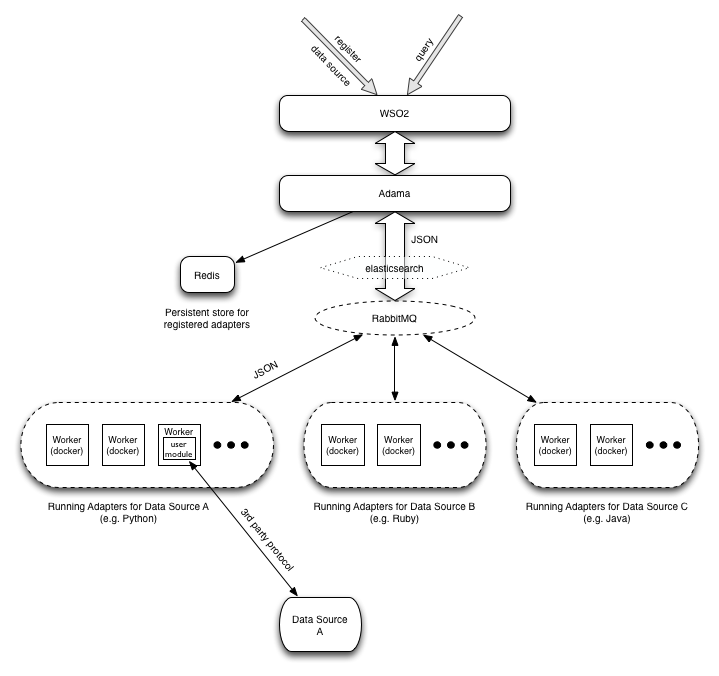 register
data source
query
WSO2
Adama
JSON
elasticsearch
Redis
Persistent store for
registered adapters
RabbitMQ
JSON
Worker
(docker)
Worker
(docker)
Worker
user
module
Worker
(docker)
Worker
(docker)
Worker
(docker)
Worker
(docker)
Running Adapters for Data Source A
(e.g. Python)
Running Adapters for Data Source B
(e.g. Ruby)
Running Adapters for Data Source C
(e.g. Java)
3rd party protocol
Data Source
A